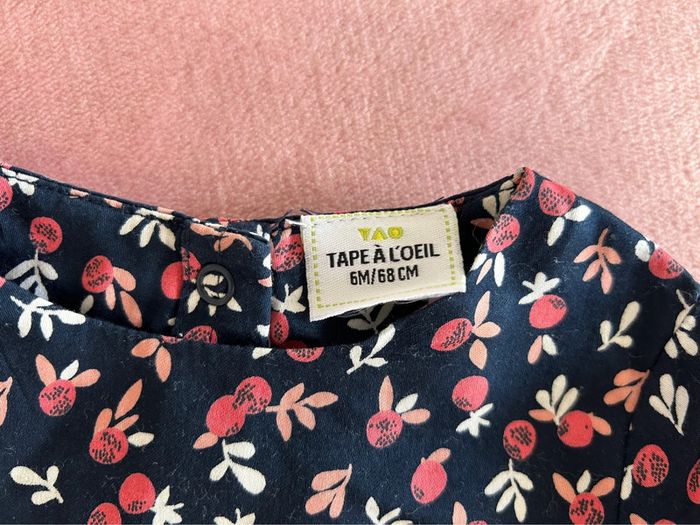 TAO
TAPE À L'OEIL
6M/68 CM